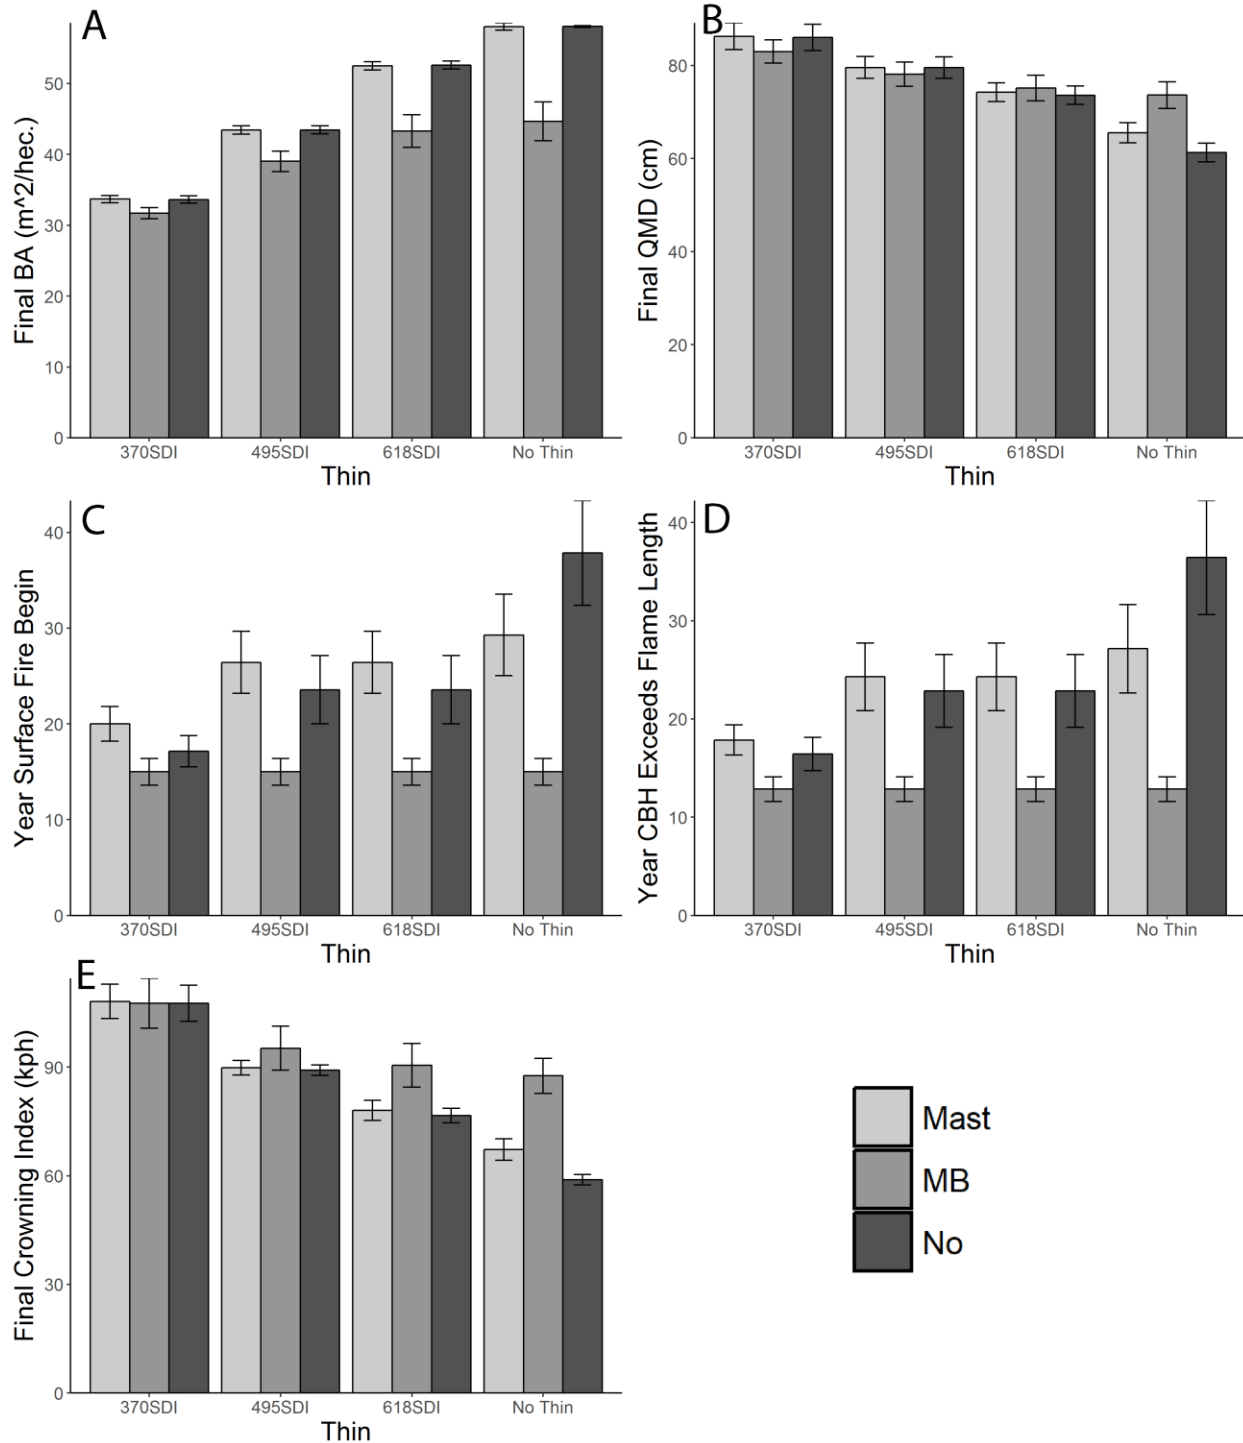 A
Final BA (m^2/hec.)
50
40
30
20
10
0
370SDI 495SDI 618SDI No Thin
Thin
B
Final QMD (cm)
80
60
40
20
0
370SDI 495SDI 618SDI No Thin
Thin
C
Year Surface Fire Begin
40
30
20
10
0
370SDI 495SDI 618SDI No Thin
Thin
D
Year CBH Exceeds Flame Length
40
30
20
10
0
370SDI 495SDI 618SDI No Thin
Thin
E
Final Crowning Index (kph)
90
60
30
0
370SDI 495SDI 618SDI No Thin
Thin
Mast
MB
No